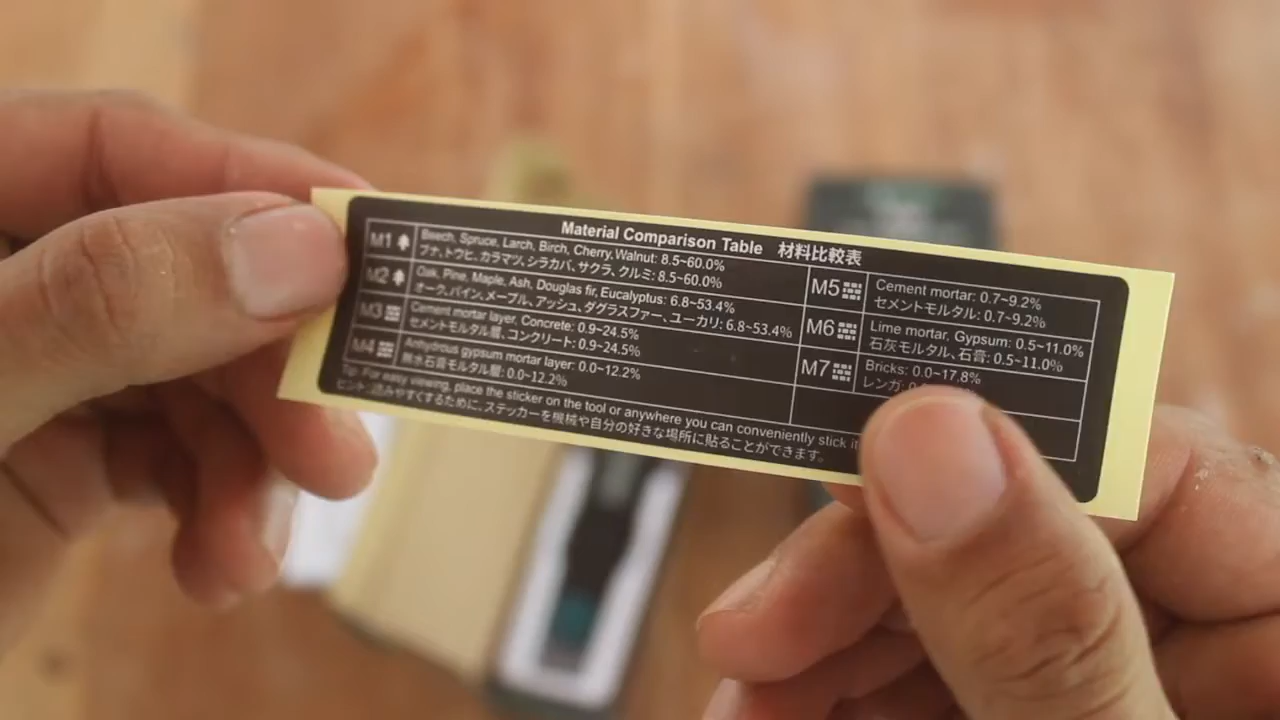 Material Comparison Table 材料比較表
M1
Beech, Spruce, Larch, Birch, Cherry, Walnut: 8.5~60.0%
ブナ、トウヒ、カラマツ、シラカバ、サクラ、クルミ: 8.5~60.0%
M2
Oak, Pine, Maple, Ash, Douglas fir, Eucalyptus: 6.8~53.4%
オーク、パイン、メープル、アッシュ、ダグラスファー、ユーカリ: 6.8~53.4%
M3
Cement mortar layer, Concrete: 0.9~24.5%
セメントモルタル層、コンクリート: 0.9~24.5%
M4
Anhydrous gypsum mortar layer: 0.0~12.2%
無水石膏モルタル層: 0.0~12.2%
M5
Cement mortar: 0.7~9.2%
セメントモルタル: 0.7~9.2%
M6
Lime mortar, Gypsum: 0.5~11.0%
石灰モルタル、石膏: 0.5~11.0%
M7
Bricks: 0.0~17.8%
レンガ:
Tip: For easy viewing, place the sticker on the tool or anywhere you can conveniently stick it
ヒント: 読みやすくするために、ステッカーを機械や自分の好きな場所に貼ることができます。